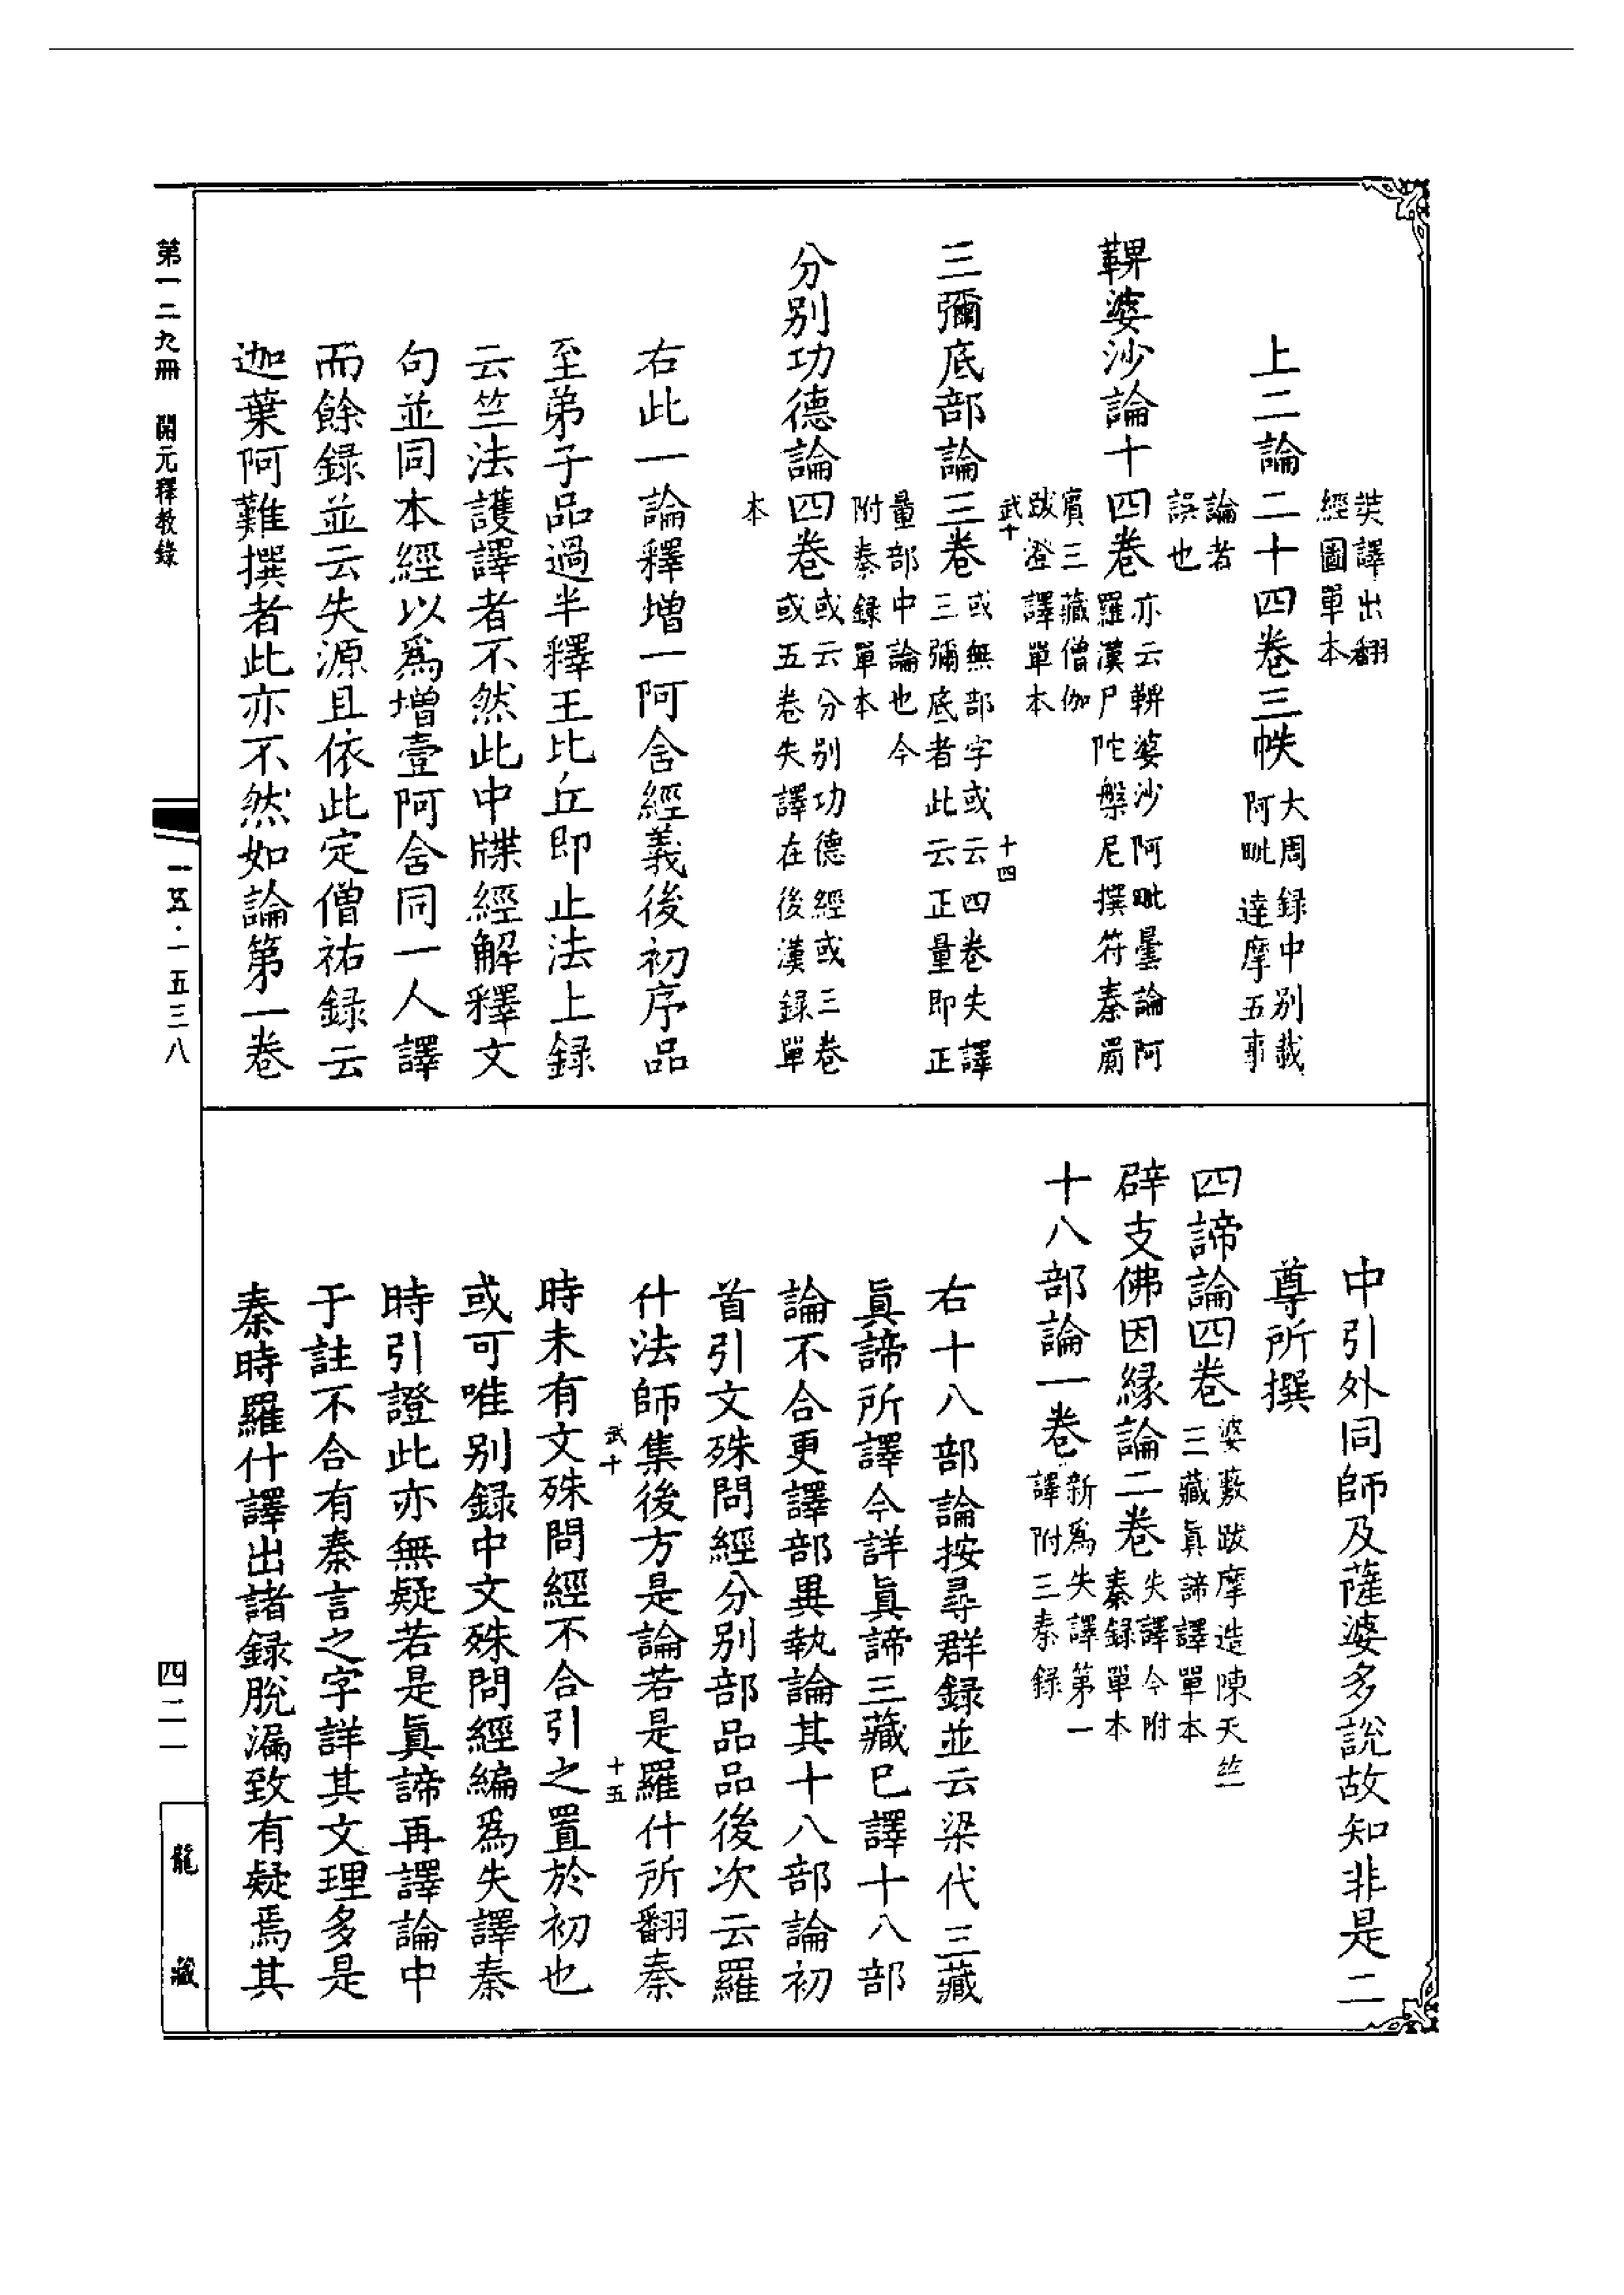 奘譯出翻
經圖單本
上二論二十四卷三帙大周録中別載
阿毗達摩五事
論者
誤也
鞞婆沙論十四卷亦云鞞婆沙阿毗曇論阿
羅漢尸陀槃尼撰符秦罽
賓三藏僧伽
跋澄譯單本
武十 十四
三彌底部論三卷或無部字或云四卷失譯
三彌底者此云正量即正
量部中論也今
附秦録單本
分別功德論四卷或云分別功德經或三卷
或五卷失譯在後漢録單
本
右此一論釋增一阿含經義後初序品
至弟子品過半釋王比丘即止法上録
云竺法護譯者不然此中牒經解釋文
句並同本經以爲增壹阿含同一人譯
而餘録並云失源且依此定僧祐録云
迦葉阿難撰者此亦不然如論第一卷
中引外同師及薩婆多説故知非是二
尊所撰
四諦論四卷婆藪跋摩造陳天竺
三藏眞諦譯單本
辟支佛因緣論二卷失譯今附
秦録單本
十八部論一卷新爲失譯第一
譯附三秦録
右十八部論按尋群録並云梁代三藏
眞諦所譯今詳眞諦三藏巳譯十八部
論不合更譯部異執論其十八部論初
首引文殊問經分別部品品後次云羅
什法師集後方是論若是羅什所翻秦
武十 十五
時未有文殊問經不合引之置於初也
或可唯別録中文殊問經編爲失譯秦
時引證此亦無疑若是眞諦再譯論中
于註不合有秦言之字詳其文理多是
秦時羅什譯出諸録脱漏致有疑焉其
第一二九冊 開元釋教錄
一五·一五三八
四二一
龍藏